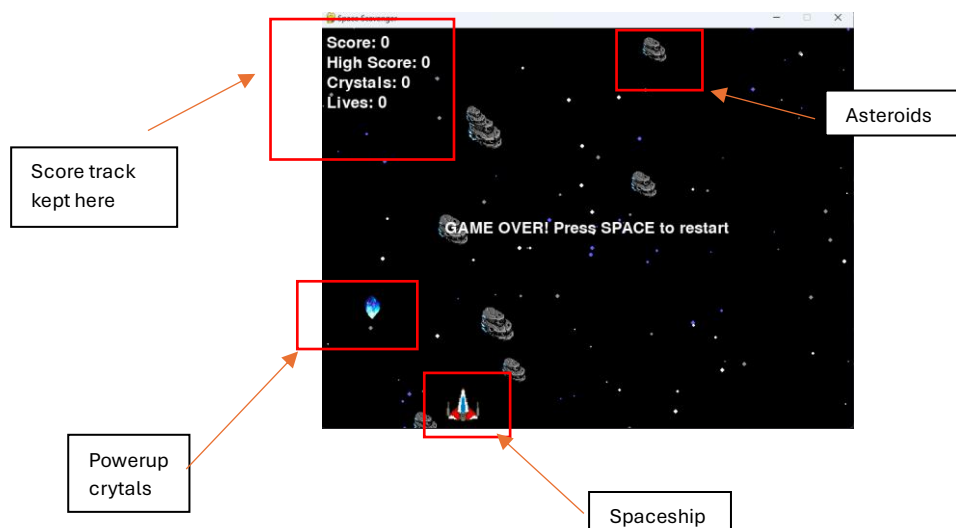 Space Scavenger
Score: 0
High Score: 0
Crystals: 0
Lives: 0
Asteroids
Score track
kept here
GAME OVER! Press SPACE to restart
Powerup
crytals
Spaceship